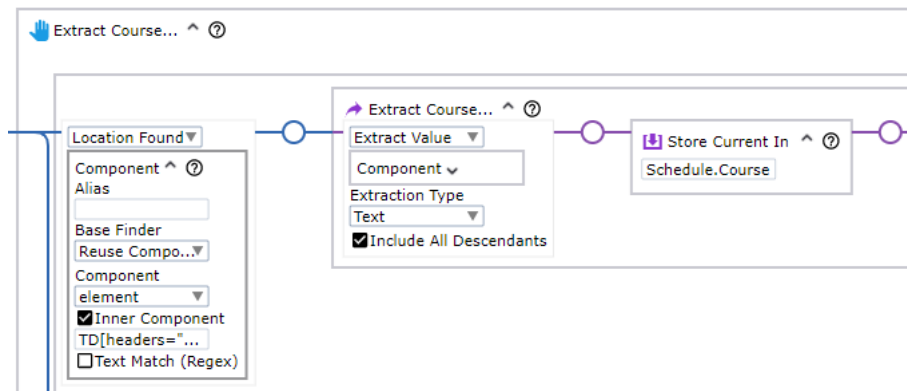 Extract Course...
Location Found
Component
Alias
Base Finder
Reuse Compo...
Component
element
Inner Component
TD[headers="...
Text Match (Regex)
Extract Course...
Extract Value
Component
Extraction Type
Text
Include All Descendants
Store Current In
Schedule.Course